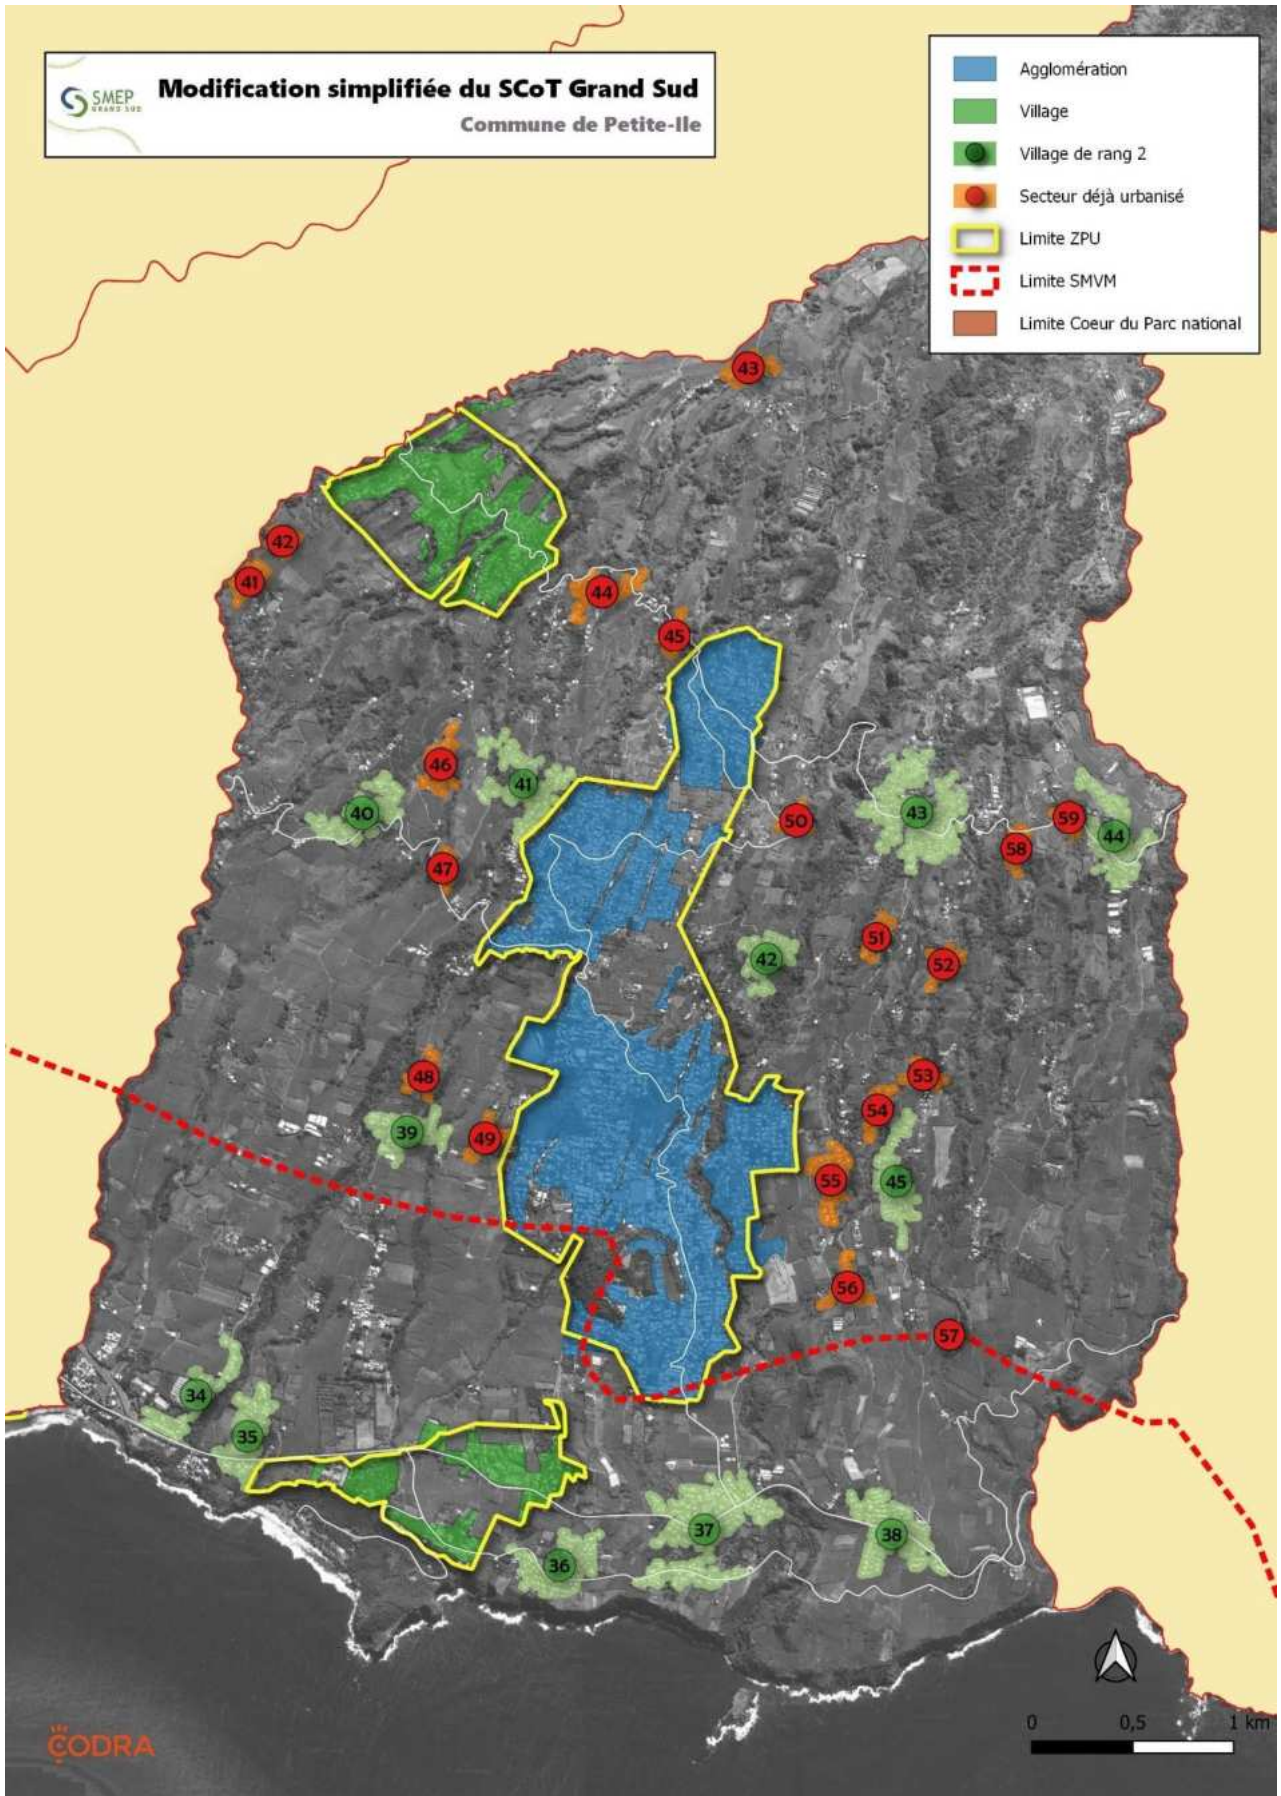 SMEP
GRAND SUD
Modification simplifiée du SCoT Grand Sud
Commune de Petite-Ile
Agglomération
Village
Village de rang 2
Secteur déjà urbanisé
Limite ZPU
Limite SMVM
Limite Coeur du Parc national
43
42
41
44
45
46
41
40
50
43
59
44
58
47
51
42
52
48
53
54
39
49
55
45
56
57
34
35
37
38
36
CODRA
0 0,5 1 km